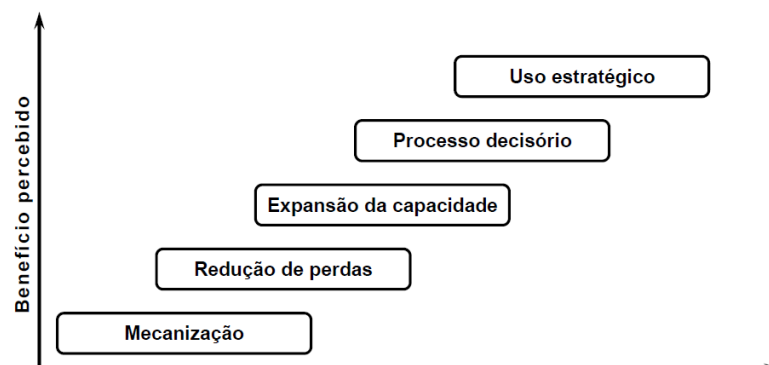 Benefício percebido
Uso estratégico
Processo decisório
Expansão da capacidade
Redução de perdas
Mecanização